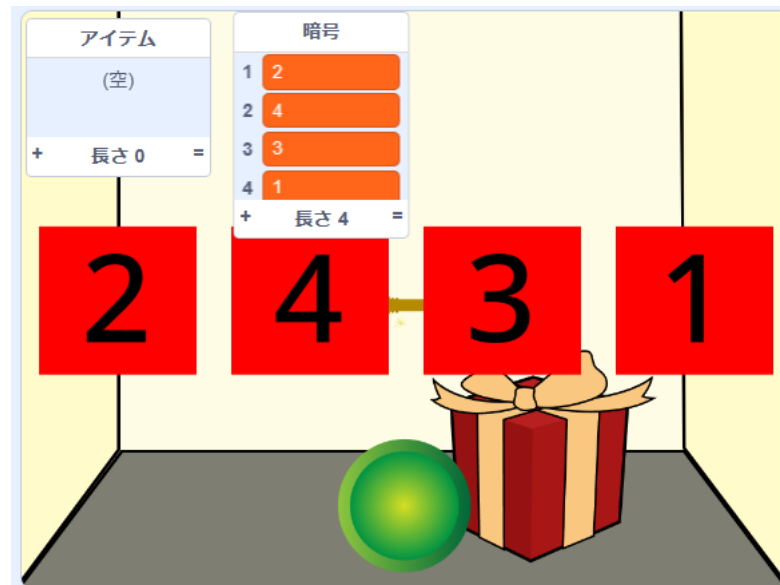 アイテム
(空)
+ 長さ 0 =
暗号
1 2
2 4
3 3
4 1
+ 長さ 4 =
2 4 3 1